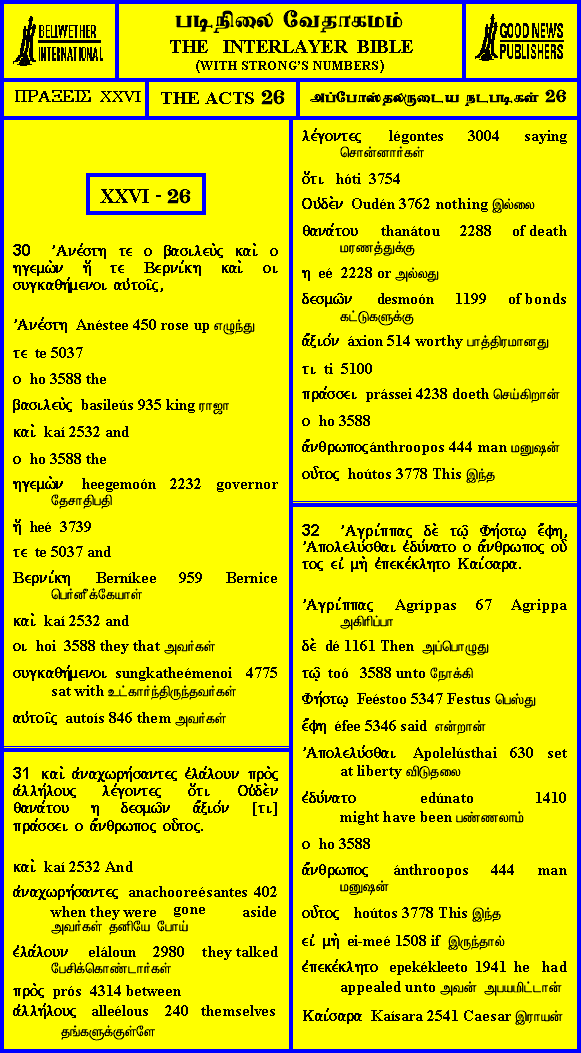 BELLWETHER
INTERNATIONAL
படிநிலை வேதாகமம்
THE INTERLAYER BIBLE
(WITH STRONG'S NUMBERS)
GOOD NEWS
PUBLISHERS
ΠΡΑΞΕΙΣ XXVI
THE ACTS 26
அப்போஸ்தலருடைய நடபடிகள் 26
XXVI - 26
30 Ἀνέστη τε ο βασιλεὺς καὶ ο
ηγεμὼν ἥ τε Βερνίκη καὶ οι
συγκαθήμενοι αὐτοῖς,
Ἀνέστη Anéstee 450 rose up எழுந்து
τε te 5037
ο ho 3588 the
βασιλεὺς basileús 935 king ராஜா
καὶ kaí 2532 and
ο ho 3588 the
ηγεμὼν heegemoón 2232 governor
தேசாதிபதி
ἥ heé 3739
τε te 5037 and
Βερνίκη Berníkee 959 Bernice
பெர்னீக்கேயாள்
καὶ kaí 2532 and
οι hoi 3588 they that அவர்கள்
συγκαθήμενοι sungkatheémenoi 4775
sat with உட்கார்ந்திருந்தவர்கள்
αὐτοῖς autoís 846 them அவர்கள்
31 καὶ ἀναχωρήσαντες ἐλάλουν πρὸς
ἀλλήλους λέγοντες ὅτι Οὐδὲν
θανάτου η δεσμῶν ἄξιόν [τι]
πράσσει ο ἄνθρωπος οὗτος.
καὶ kaí 2532 And
ἀναχωρήσαντες anachooreésantes 402
when they were gone aside
அவர்கள் தனியே போய்
ἐλάλουν eláloun 2980 they talked
பேசிக்கொண்டார்கள்
πρὸς prós 4314 between
ἀλλήλους alleélous 240 themselves
தங்களுக்குள்ளே
λέγοντες légontes 3004 saying
சொன்னார்கள்
ὅτι hóti 3754
Οὐδὲν Oudén 3762 nothing இல்லை
θανάτου thanátou 2288 of death
மரணத்துக்கு
η eé 2228 or அல்லது
δεσμῶν desmoón 1199 of bonds
கட்டுகளுக்கு
ἄξιόν áxion 514 worthy பாத்திரமானது
τι ti 5100
πράσσει prássei 4238 doeth செய்கிறான்
ο ho 3588
ἄνθρωπος ánthroopos 444 man மனுஷன்
οὗτος hoútos 3778 This இந்த
32 Ἀγρίππας δὲ τῷ Φήστῳ ἔφη,
Ἀπολελύσθαι ἐδύνατο ο ἄνθρωπος οὗ
τος εἰ μὴ ἐπεκέκλητο Καίσαρα.
Ἀγρίππας Agríppas 67 Agrippa
அகிரிப்பா
δὲ dé 1161 Then அப்பொழுது
τῷ toó 3588 unto நோக்கி
Φήστῳ Feéstoo 5347 Festus பெஸ்து
ἔφη éfee 5346 said என்றான்
Ἀπολελύσθαι Apolelústhai 630 set
at liberty விடுதலை
ἐδύνατο edúnato 1410
might have been பண்ணலாம்
ο ho 3588
ἄνθρωπος ánthroopos 444 man
மனுஷன்
οὗτος hoútos 3778 This இந்த
εἰ μὴ ei-meé 1508 if இருந்தால்
ἐπεκέκλητο epekékleeto 1941 he had
appealed unto அவன் அபயமிட்டான்
Καίσαρα Kaísara 2541 Caesar இராயன்